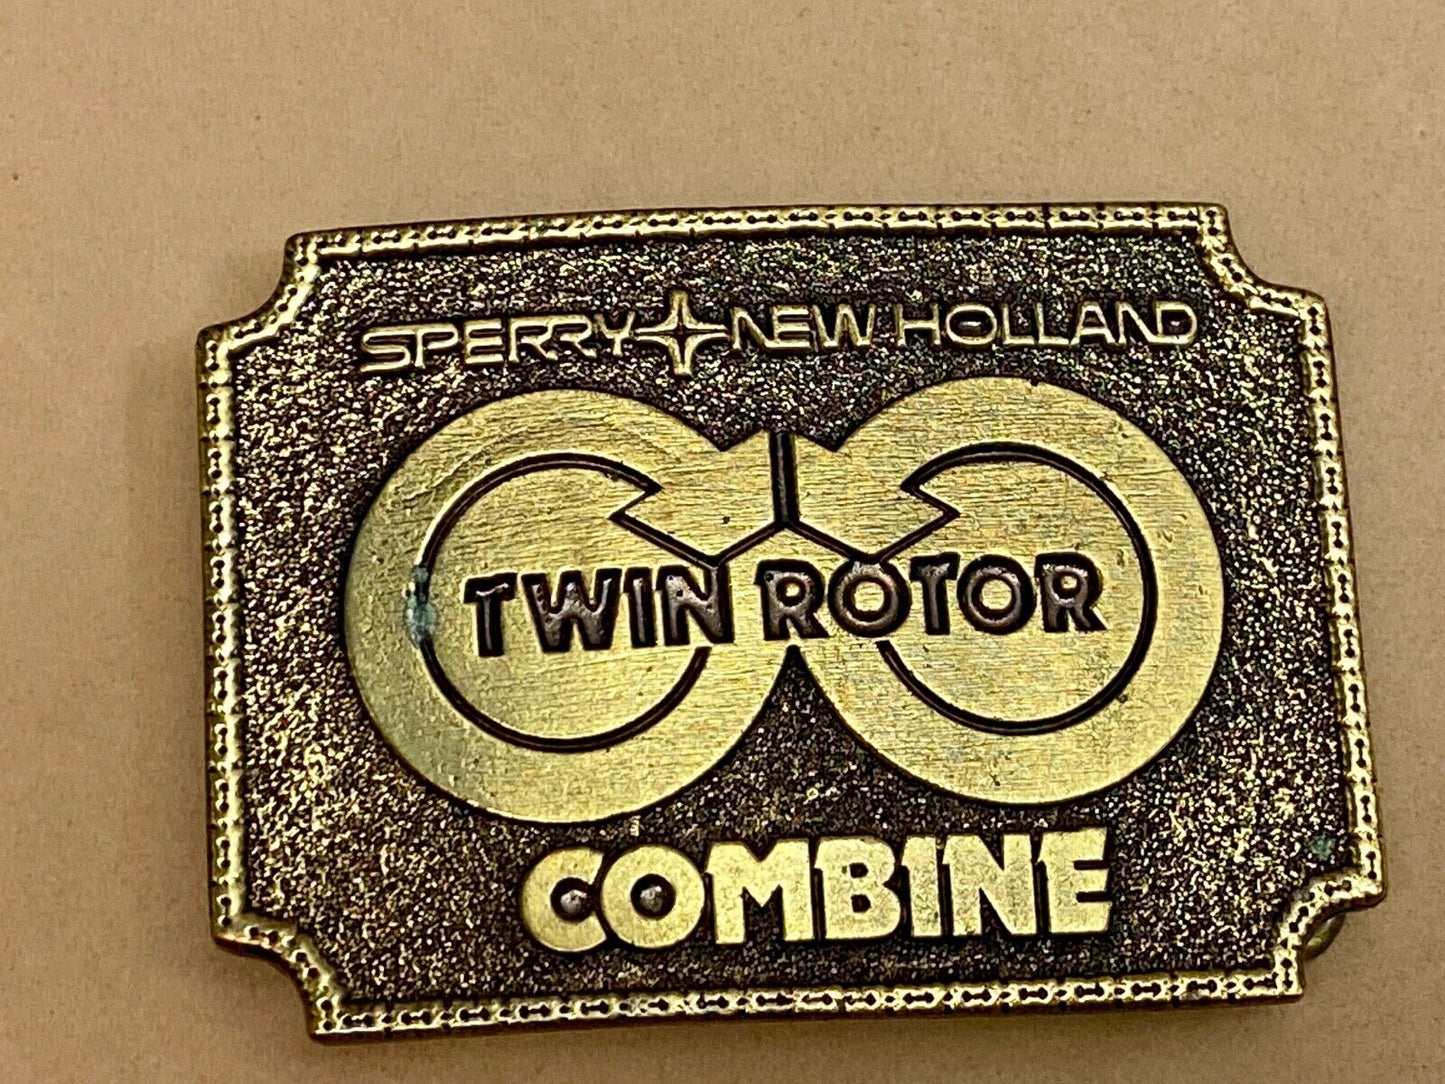 SPERRY NEW HOLLAND
TWIN ROTOR
COMBINE